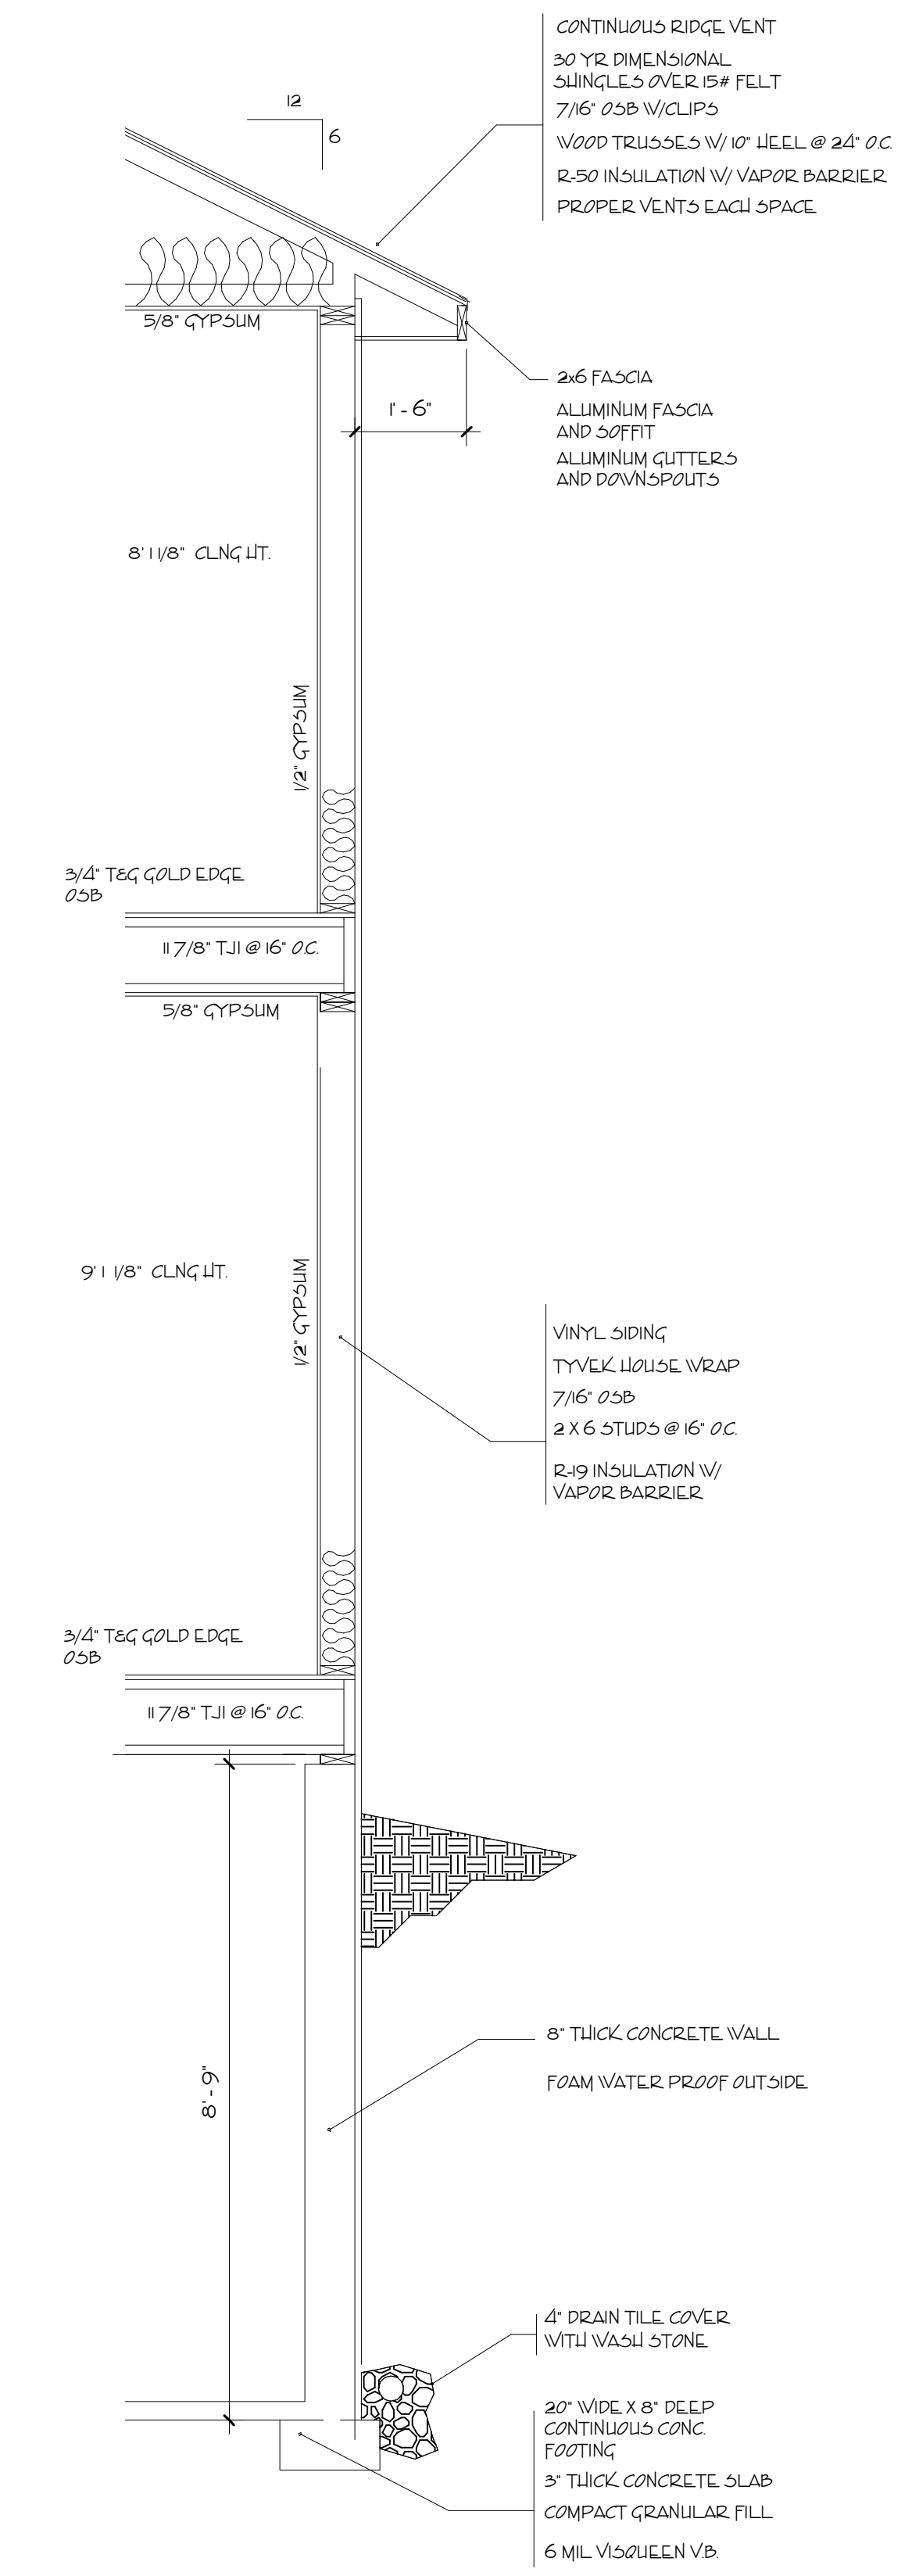 CONTINUOUS RIDGE VENT
30 YR DIMENSIONAL
SHINGLES OVER 15# FELT
7/16" OSB W/CLIPS
WOOD TRUSSES W/ 10" HEEL @ 24" O.C.
R-50 INSULATION W/ VAPOR BARRIER
PROPER VENTS EACH SPACE
12
6
5/8" GYPSUM
2x6 FASCIA
ALUMINUM FASCIA
AND SOFFIT
ALUMINUM GUTTERS
AND DOWNSPOUTS
1' - 6"
8' 1 1/8" CLNG HT.
1/2" GYPSUM
3/4" T&G GOLD EDGE
OSB
11 7/8" TJI @ 16" O.C.
5/8" GYPSUM
9' 1 1/8" CLNG HT.
1/2" GYPSUM
VINYL SIDING
TYVEK HOUSE WRAP
7/16" OSB
2 X 6 STUDS @ 16" O.C.
R-19 INSULATION W/
VAPOR BARRIER
3/4" T&G GOLD EDGE
OSB
11 7/8" TJI @ 16" O.C.
8' - 9"
8" THICK CONCRETE WALL
FOAM WATER PROOF OUTSIDE
4" DRAIN TILE COVER
WITH WASH STONE
20" WIDE X 8" DEEP
CONTINUOUS CONC.
FOOTING
3" THICK CONCRETE SLAB
COMPACT GRANULAR FILL
6 MIL VISQUEEN V.B.